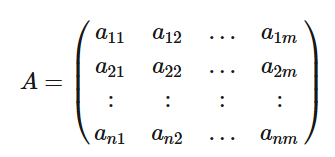 a₁₁ a₁₂ … a₁ₘ
a₂₁ a₂₂ … a₂ₘ
A =
: : : :
aₙ₁ aₙ₂ … aₙₘ